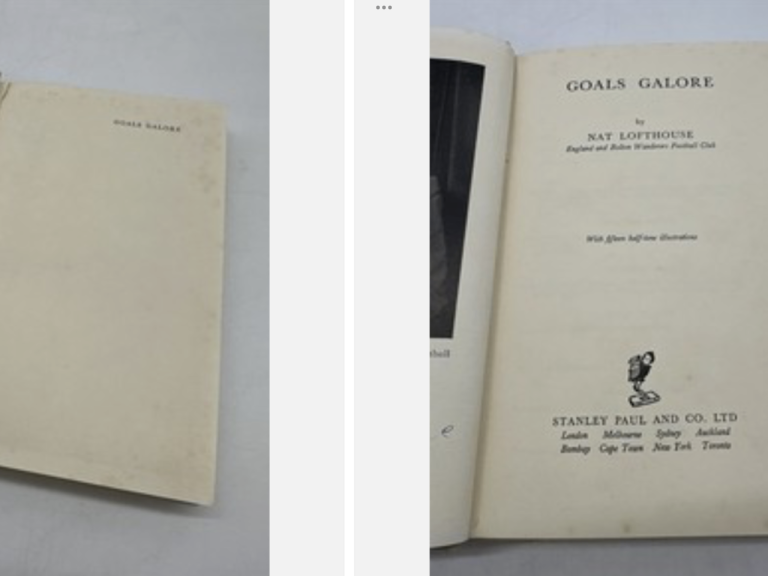 GOALS GALORE
GOALS GALORE
by
NAT LOFTHOUSE
England and Bolton Wanderers Football Club
With fifteen half-tone illustrations
STANLEY PAUL AND CO. LTD
London Melbourne Sydney Auckland
Bombay Cape Town New York Toronto